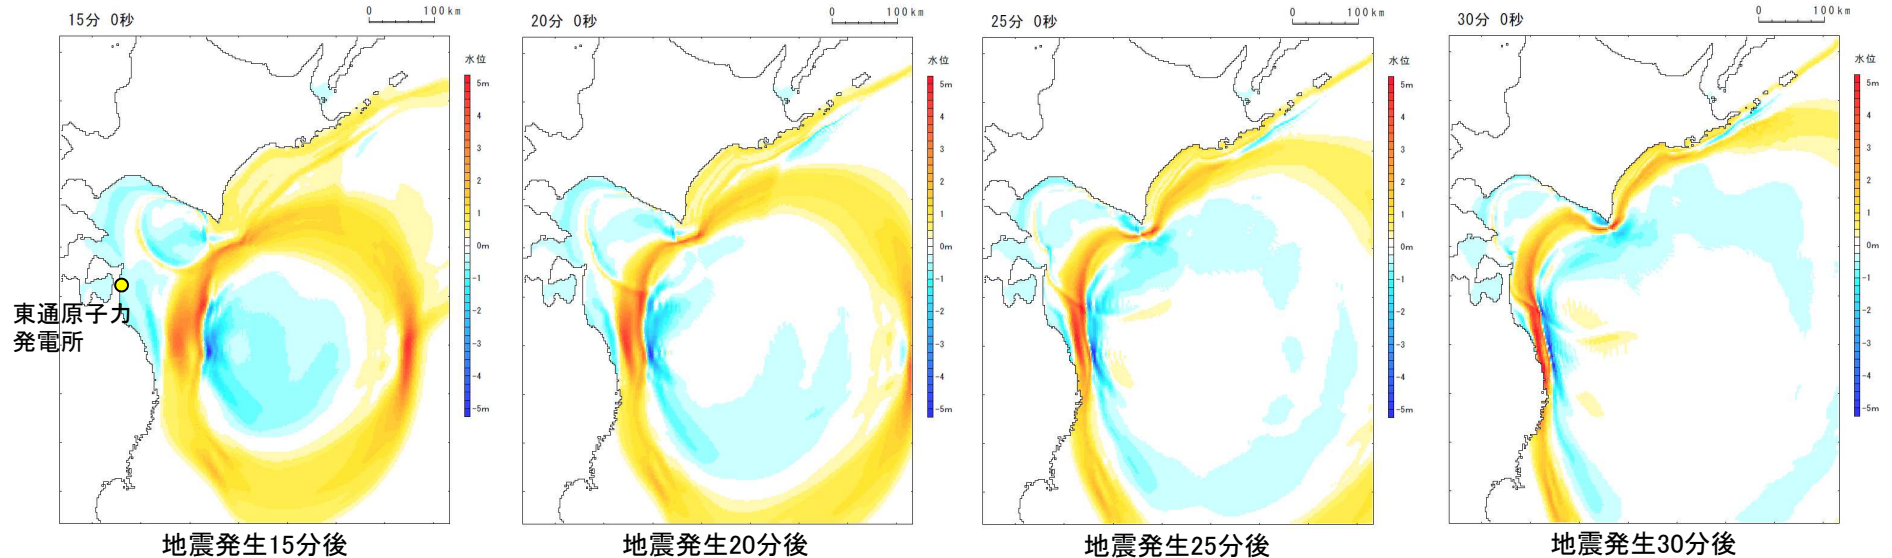 15分 0秒
0 100km
水位
5m
4
3
2
1
0m
-1
-2
-3
-4
-5m
東通原子力
発電所
地震発生15分後
20分 0秒
0 100km
水位
5m
4
3
2
1
0m
-1
-2
-3
-4
-5m
地震発生20分後
25分 0秒
0 100km
水位
5m
4
3
2
1
0m
-1
-2
-3
-4
-5m
地震発生25分後
30分 0秒
0 100km
水位
5m
4
3
2
1
0m
-1
-2
-3
-4
-5m
地震発生30分後